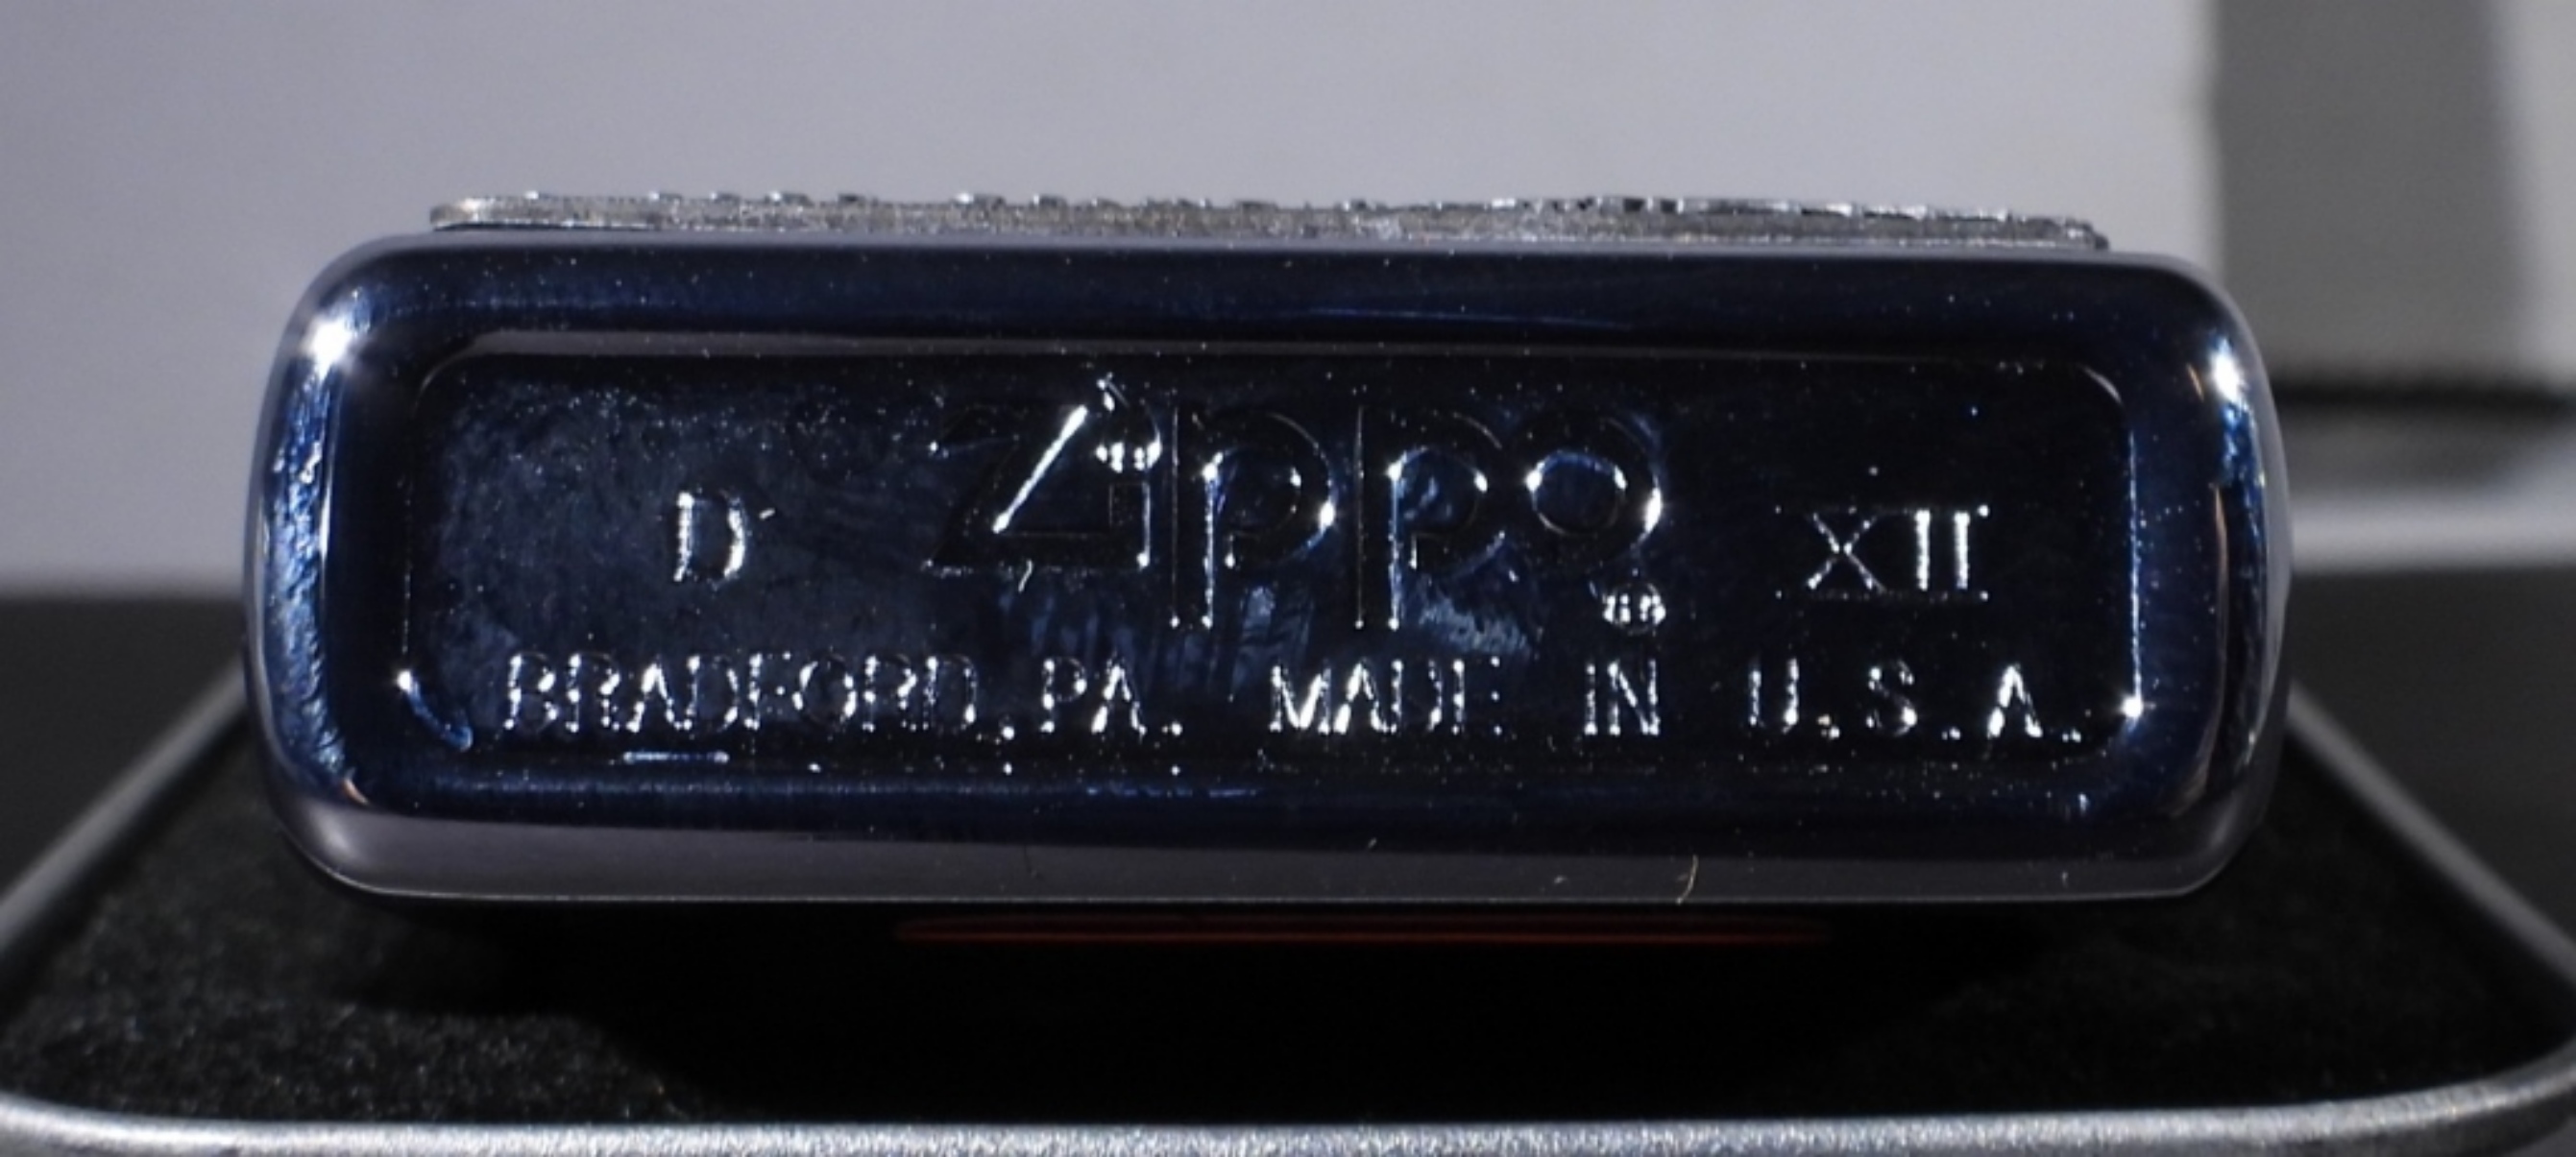 D Zippo ® XII
BRADFORD, PA. MADE IN U.S.A.